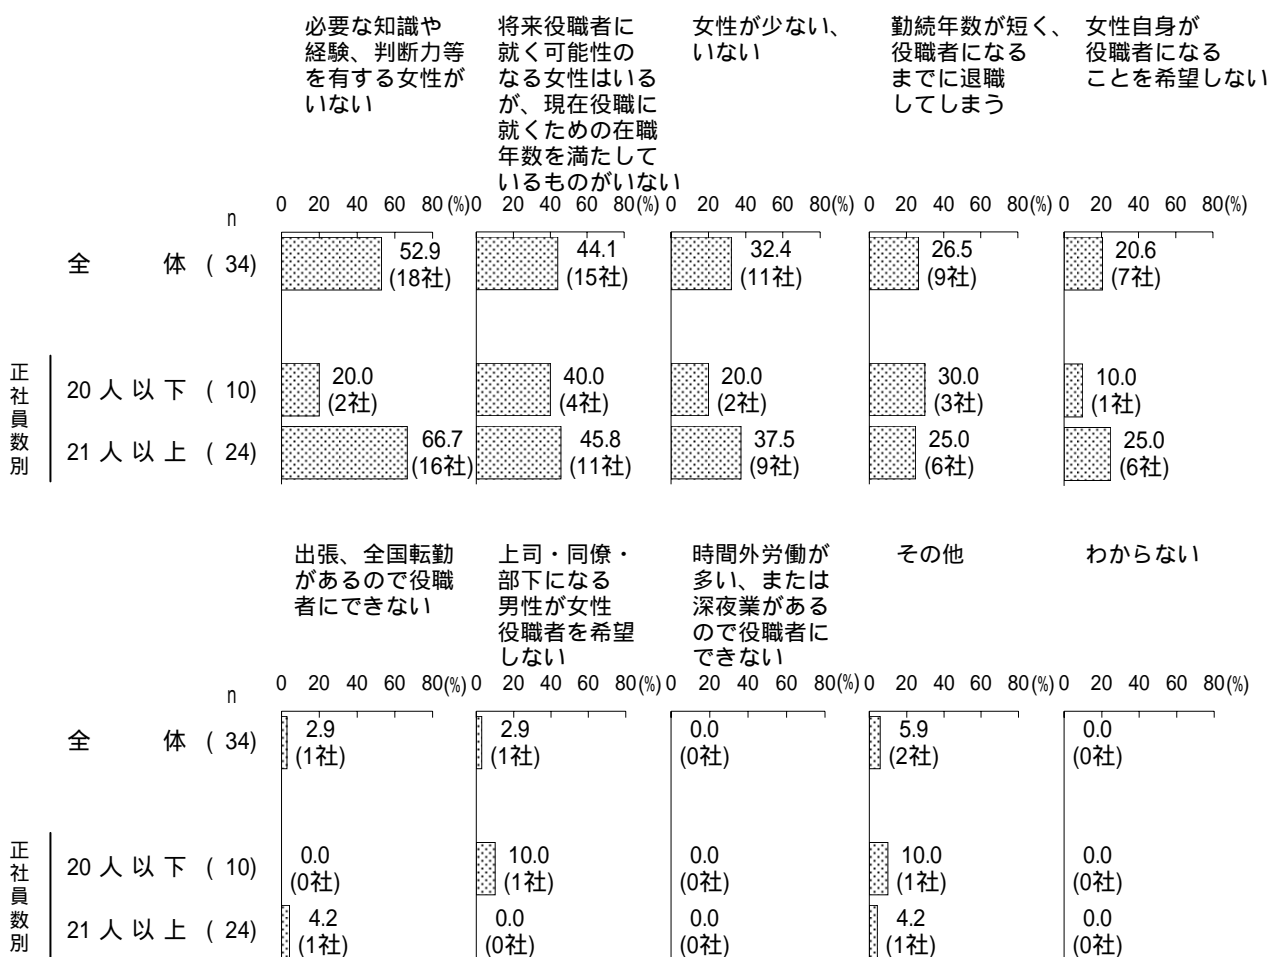 必要な知識や
経験、判断力等
を有する女性が
いない
将来役職者に
就く可能性の
なる女性はいる
が、現在役職に
就くための在職
年数を満たして
いるものがいない
女性が少ない、
いない
勤続年数が短く、
役職者になる
までに退職
してしまう
女性自身が
役職者になる
ことを希望しない
n 0 20 40 60 80(%) 0 20 40 60 80(%) 0 20 40 60 80(%) 0 20 40 60 80(%) 0 20 40 60 80(%)
全 体 ( 34) 52.9 44.1 32.4 26.5 20.6
(18社) (15社) (11社) (9社) (7社)
正社員数別
20 人 以 下 ( 10) 20.0 40.0 20.0 30.0 10.0
(2社) (4社) (2社) (3社) (1社)
21 人 以 上 ( 24) 66.7 45.8 37.5 25.0 25.0
(16社) (11社) (9社) (6社) (6社)
出張、全国転勤
があるので役職
者にできない
上司・同僚・
部下になる
男性が女性
役職者を希望
しない
時間外労働が
多い、または
深夜業がある
ので役職者に
できない
その他
わからない
n 0 20 40 60 80(%) 0 20 40 60 80(%) 0 20 40 60 80(%) 0 20 40 60 80(%) 0 20 40 60 80(%)
全 体 ( 34) 2.9 2.9 0.0 5.9 0.0
(1社) (1社) (0社) (2社) (0社)
正社員数別
20 人 以 下 ( 10) 0.0 10.0 0.0 10.0 0.0
(0社) (1社) (0社) (1社) (0社)
21 人 以 上 ( 24) 4.2 0.0 0.0 4.2 0.0
(1社) (0社) (0社) (1社) (0社)